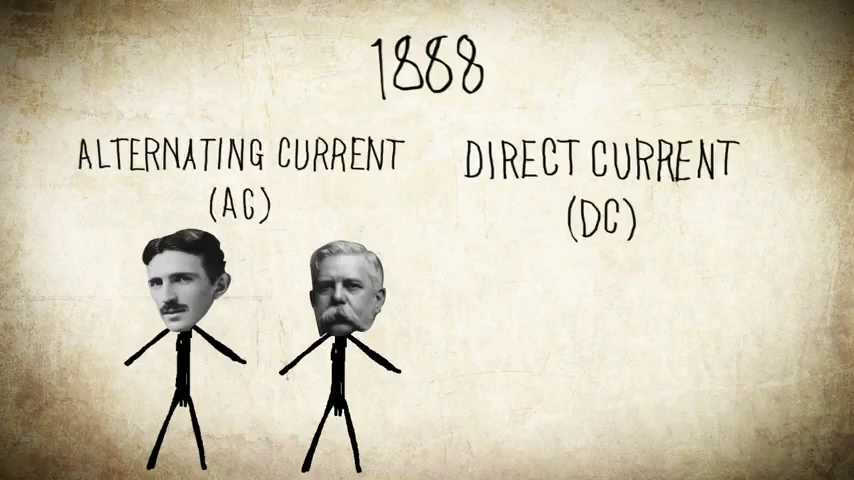 1888
ALTERNATING CURRENT
(AC)
DIRECT CURRENT
(DC)